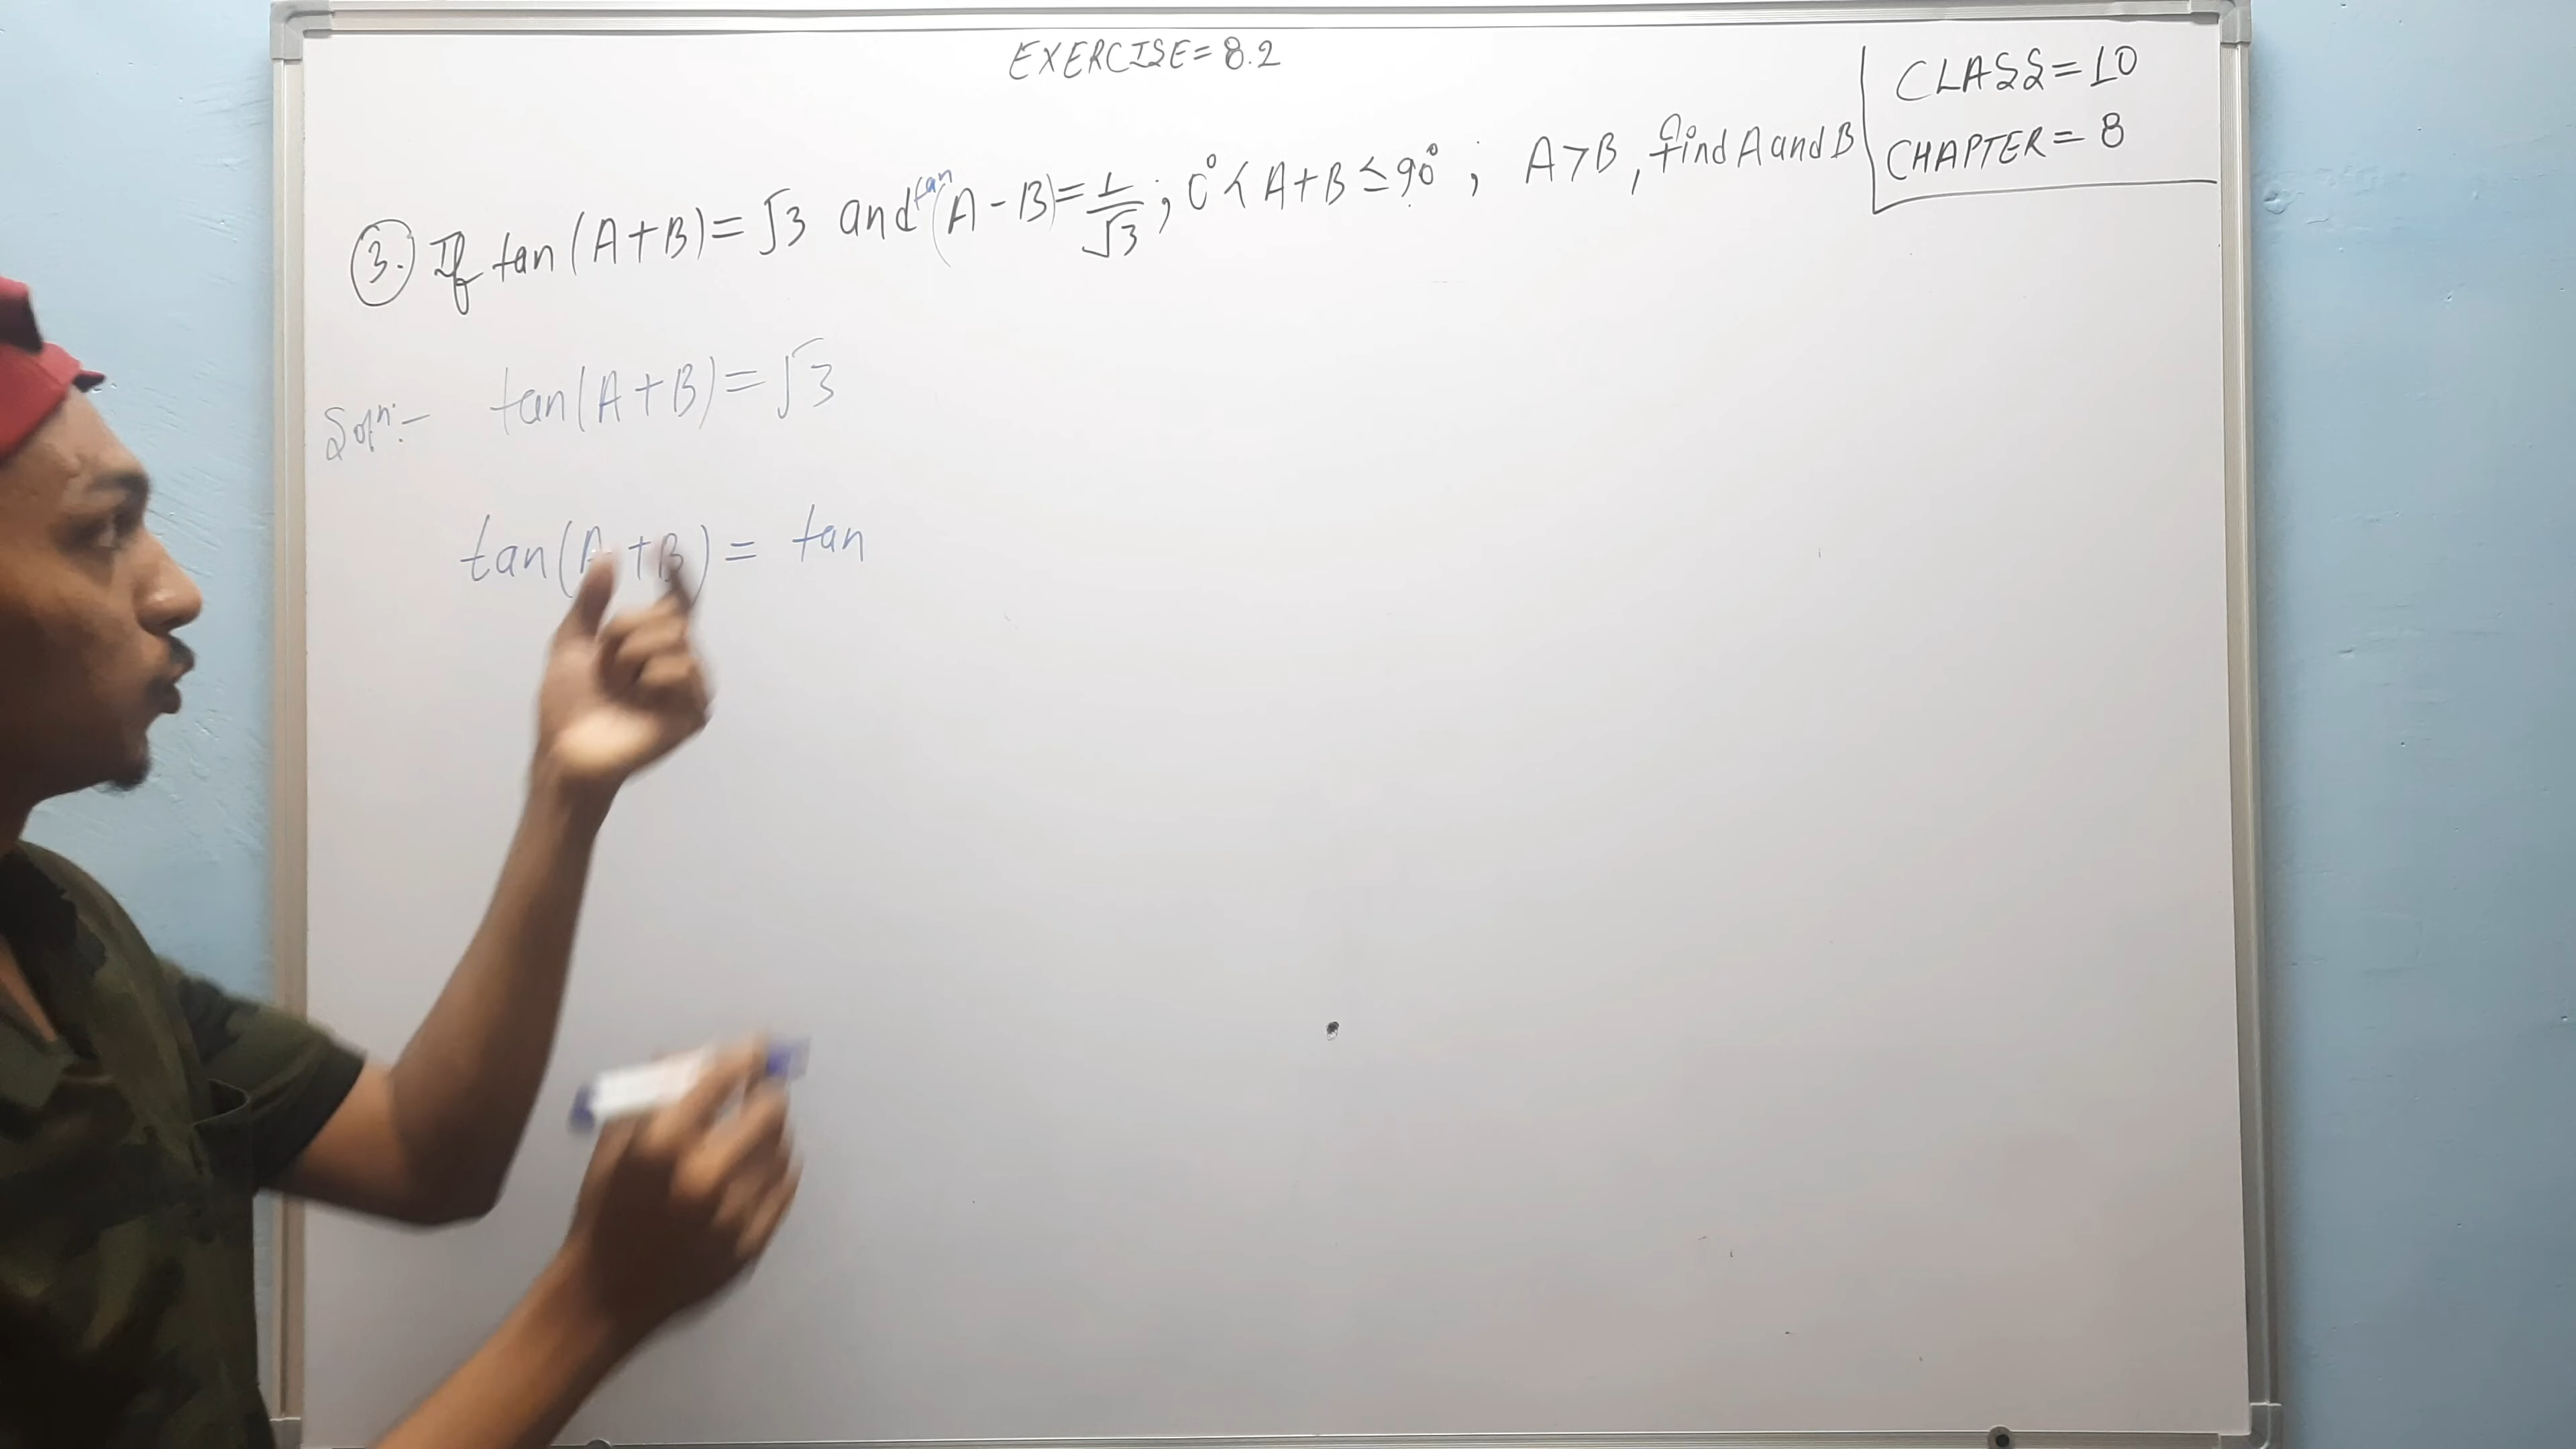 EXERCISE = 8.2
CLASS = 10
CHAPTER = 8
3. If tan (A+B) = √3 and tan (A - B) = 1/√3 ; 0° < A+B ≤ 90° ; A > B, find A and B
Soln:- tan (A+B) = √3
tan (A+B) = tan